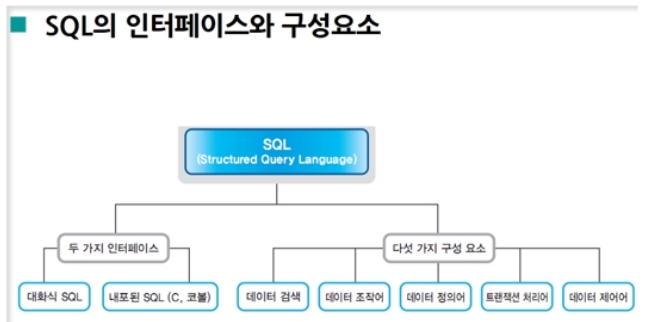 SQL의 인터페이스와 구성요소
SQL
(Structured Query Language)
두 가지 인터페이스
다섯 가지 구성 요소
대화식 SQL
내포된 SQL (C, 코볼)
데이터 검색
데이터 조작어
데이터 정의어
트랜잭션 처리어
데이터 제어어